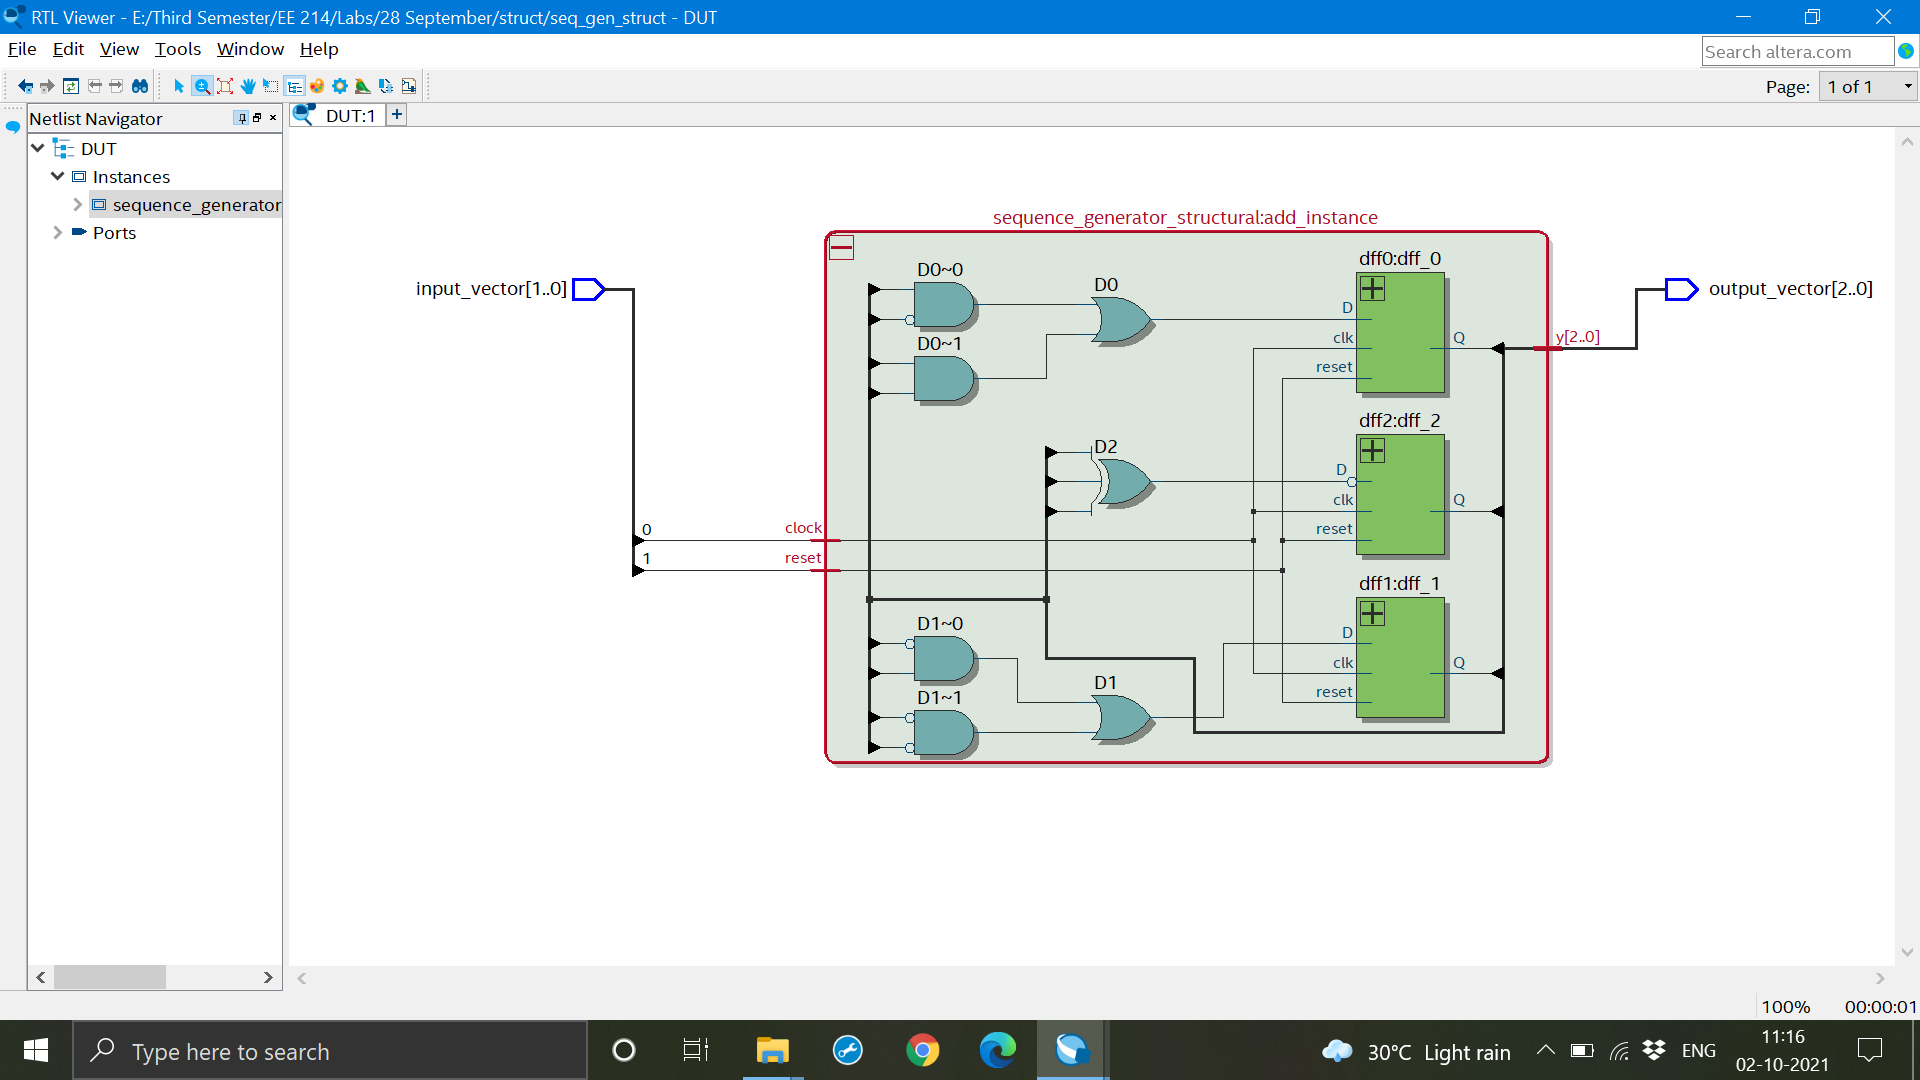 RTL Viewer - E:/Third Semester/EE 214/Labs/28 September/struct/seq_gen_struct - DUT
File Edit View Tools Window Help
Search altera.com
Page: 1 of 1
Netlist Navigator
DUT:1
+
DUT
Instances
sequence_generator
Ports
sequence_generator_structural:add_instance
input_vector[1..0]
output_vector[2..0]
D0~0
D0
dff0:dff_0
D
clk
reset
Q
y[2..0]
D0~1
D2
dff2:dff_2
D
clk
reset
Q
0
clock
1
reset
D1~0
D1~1
D1
dff1:dff_1
D
clk
reset
Q
100% 00:00:01
Type here to search
30°C Light rain
ENG
11:16
02-10-2021